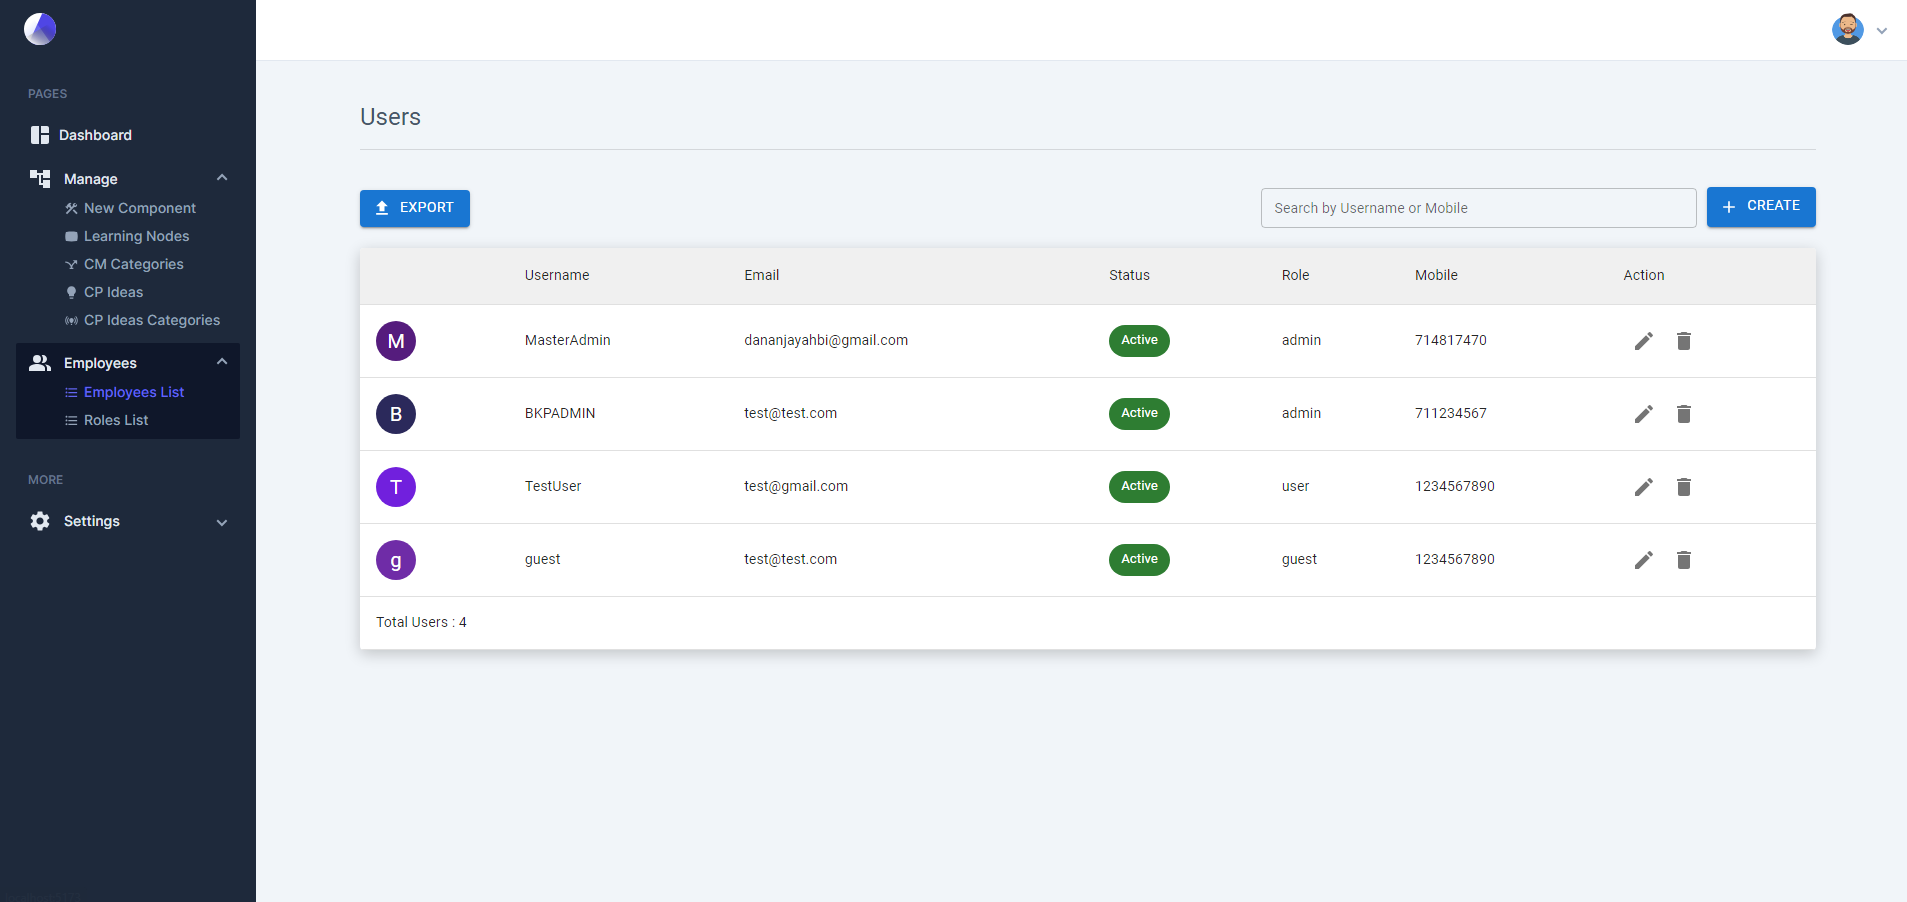 PAGES
Dashboard
Manage
New Component
Learning Nodes
CM Categories
CP Ideas
CP Ideas Categories
Employees
Employees List
Roles List
MORE
Settings
Users
EXPORT
Search by Username or Mobile
CREATE
Username Email Status Role Mobile Action
M MasterAdmin dananjayahbi@gmail.com Active admin 714817470
B BKPADMIN test@test.com Active admin 711234567
T TestUser test@gmail.com Active user 1234567890
g guest test@test.com Active guest 1234567890
Total Users : 4